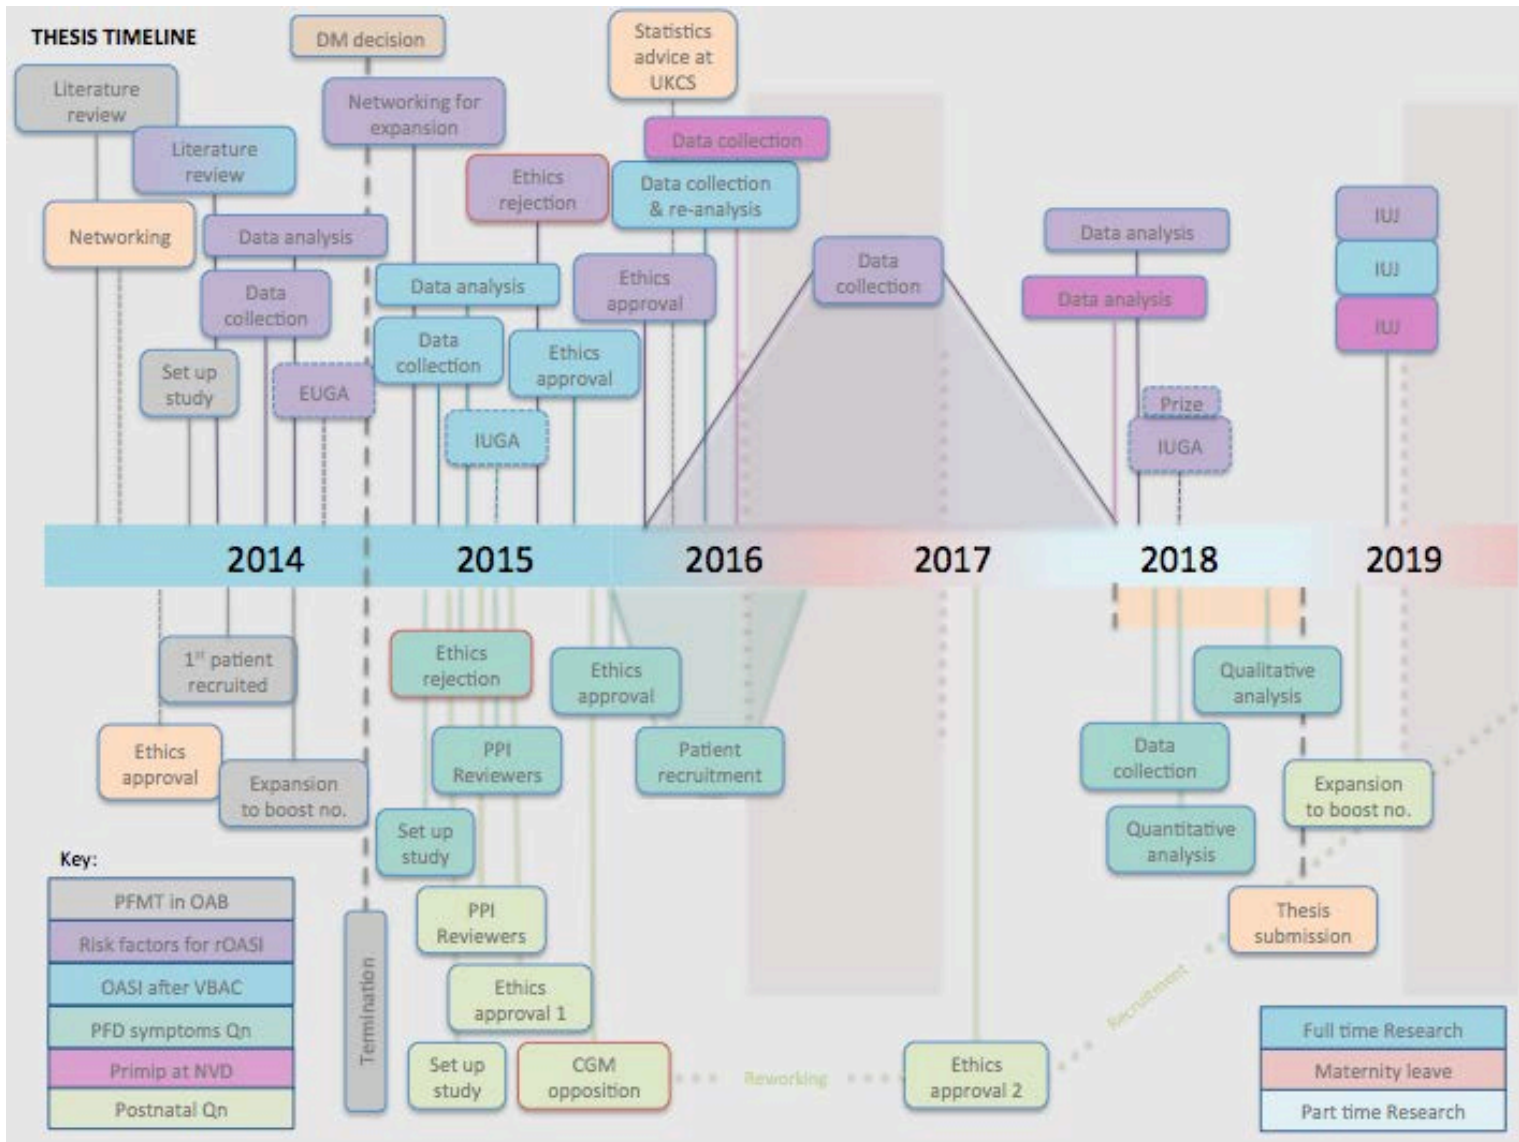 THESIS TIMELINE
DM decision
Statistics
advice at
UKCS
Literature
review
Networking for
expansion
Literature
review
Data collection
Ethics
rejection
Data collection
& re-analysis
Networking
Data analysis
Data
collection
Data analysis
Ethics
approval
Data
collection
Data analysis
Data analysis
IUJ
IUJ
IUJ
Set up
study
EUGA
Data
collection
Ethics
approval
IUGA
Prize
IUGA
2014
2015
2016
2017
2018
2019
1st patient
recruited
Ethics
rejection
Ethics
approval
Qualitative
analysis
Ethics
approval
Expansion
to boost no.
PPI
Reviewers
Patient
recruitment
Data
collection
Expansion
to boost no.
Set up
study
Quantitative
analysis
PPI
Reviewers
Thesis
submission
Termination
Ethics
approval 1
Recruitment
Set up
study
CGM
opposition
Reworking
Ethics
approval 2
Key:
PFMT in OAB
Risk factors for rOASI
OASI after VBAC
PFD symptoms Qn
Primip at NVD
Postnatal Qn
Full time Research
Maternity leave
Part time Research